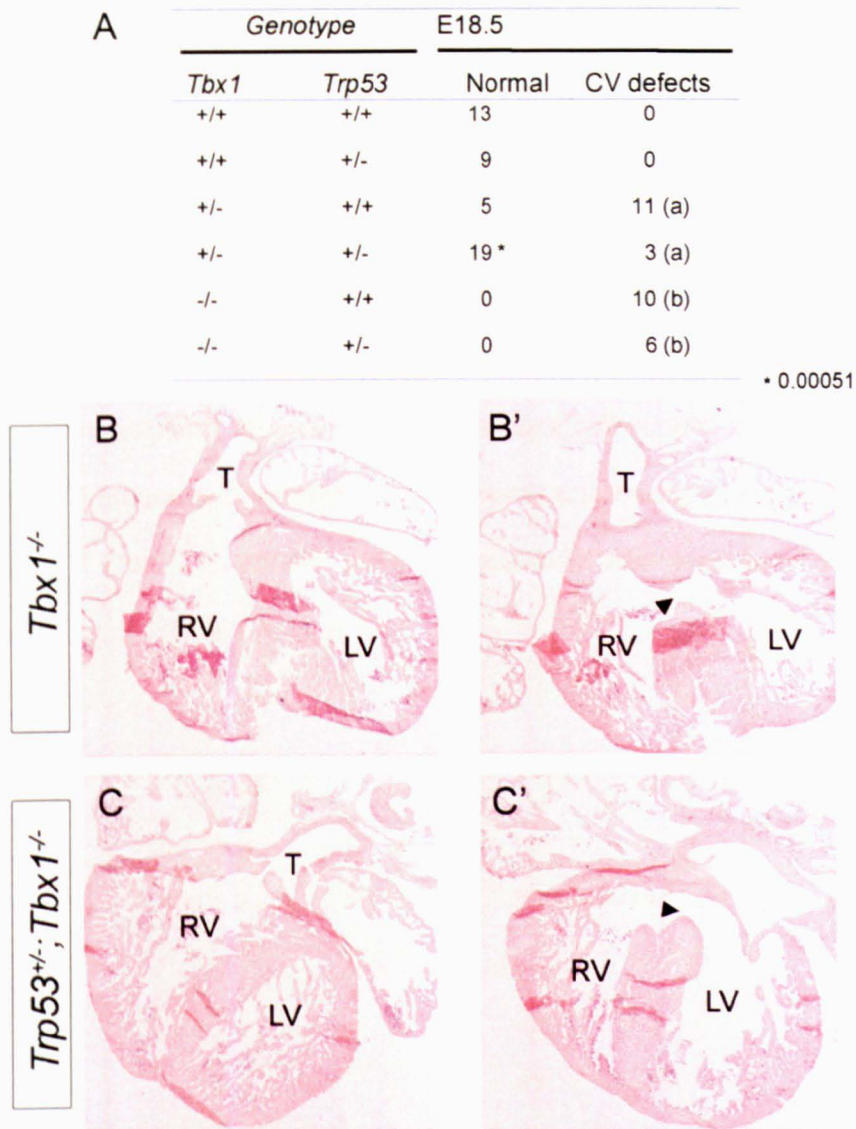 A
Genotype E18.5
Tbx1 Trp53 Normal CV defects
+/+ +/+ 13 0
+/+ +/- 9 0
+/- +/+ 5 11 (a)
+/- +/- 19 * 3 (a)
-/- +/+ 0 10 (b)
-/- +/- 0 6 (b)
* 0.00051
Tbx1-/-
B
T
RV
LV
B'
T
RV
LV
Trp53+/-;Tbx1-/-
C
T
RV
LV
C'
RV
LV